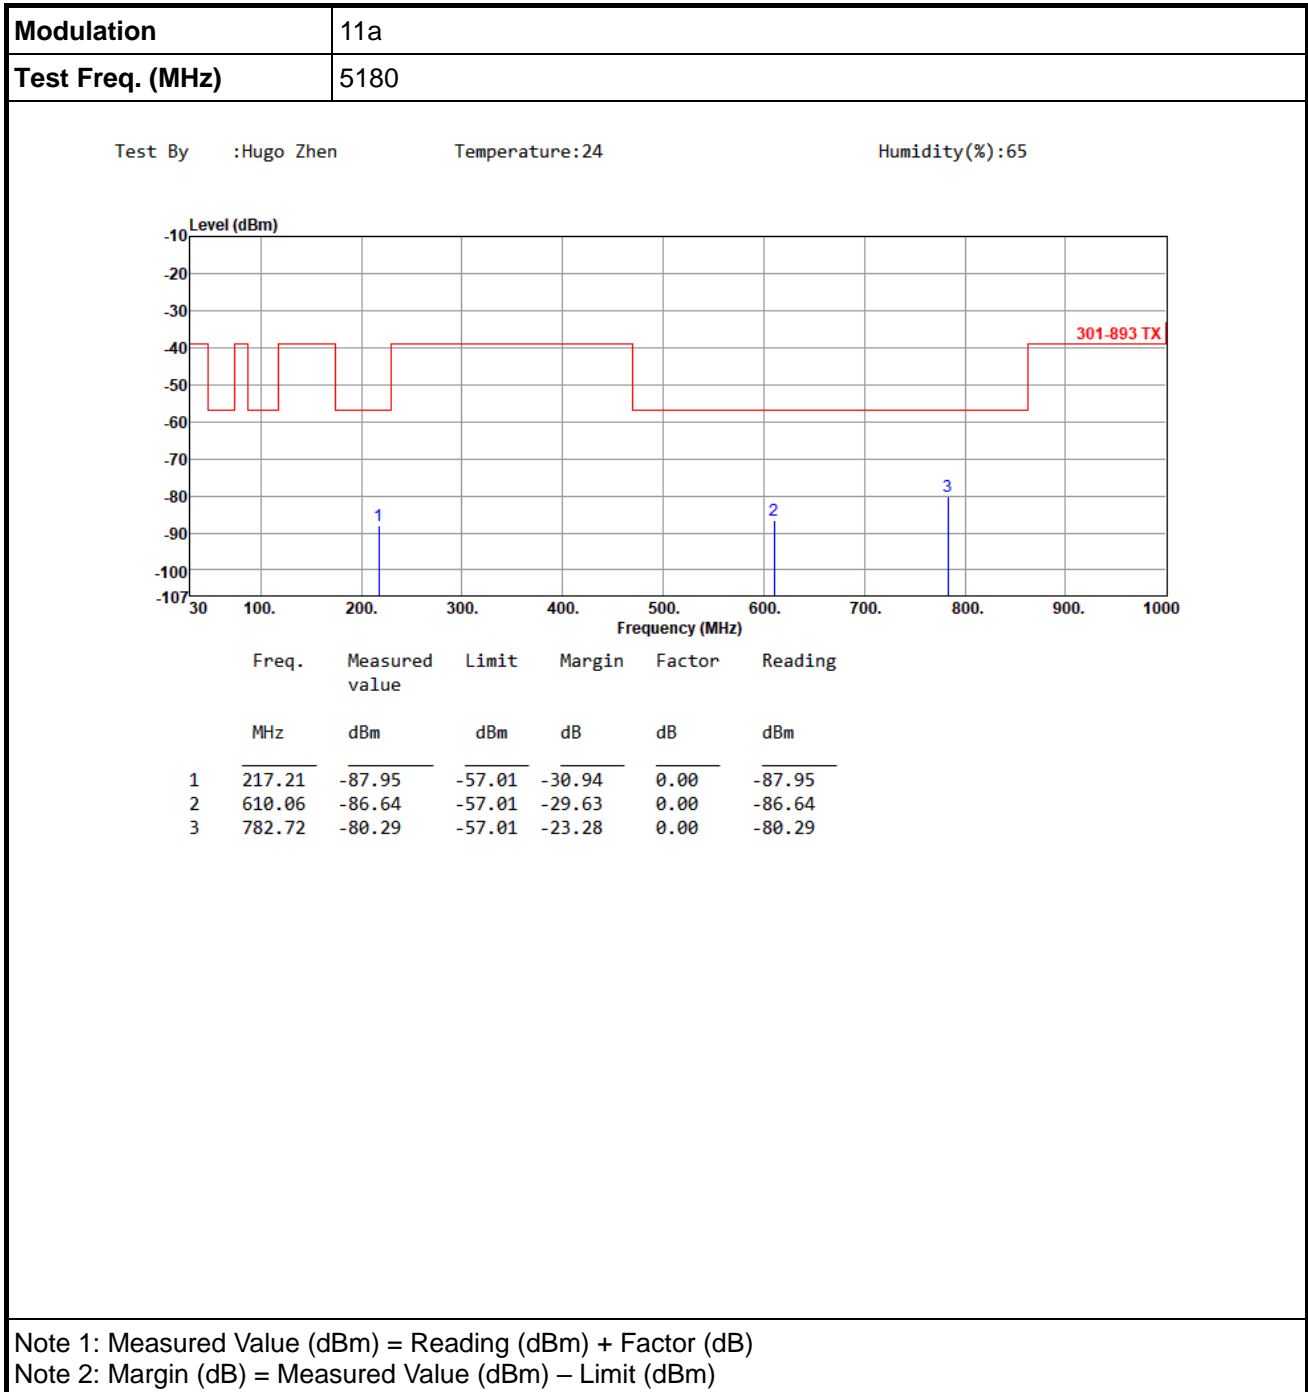 Modulation 11a
Test Freq. (MHz) 5180
Test By :Hugo Zhen Temperature:24 Humidity(%):65
Level (dBm)
-10
-20
-30
301-893 TX
-40
-50
-60
-70
-80
3
2
1
-90
-100
-107
30 100. 200. 300. 400. 500. 600. 700. 800. 900. 1000
Frequency (MHz)
Freq. Measured Limit Margin Factor Reading
value
MHz dBm dBm dB dB dBm
1 217.21 -87.95 -57.01 -30.94 0.00 -87.95
2 610.06 -86.64 -57.01 -29.63 0.00 -86.64
3 782.72 -80.29 -57.01 -23.28 0.00 -80.29
Note 1: Measured Value (dBm) = Reading (dBm) + Factor (dB)
Note 2: Margin (dB) = Measured Value (dBm) – Limit (dBm)